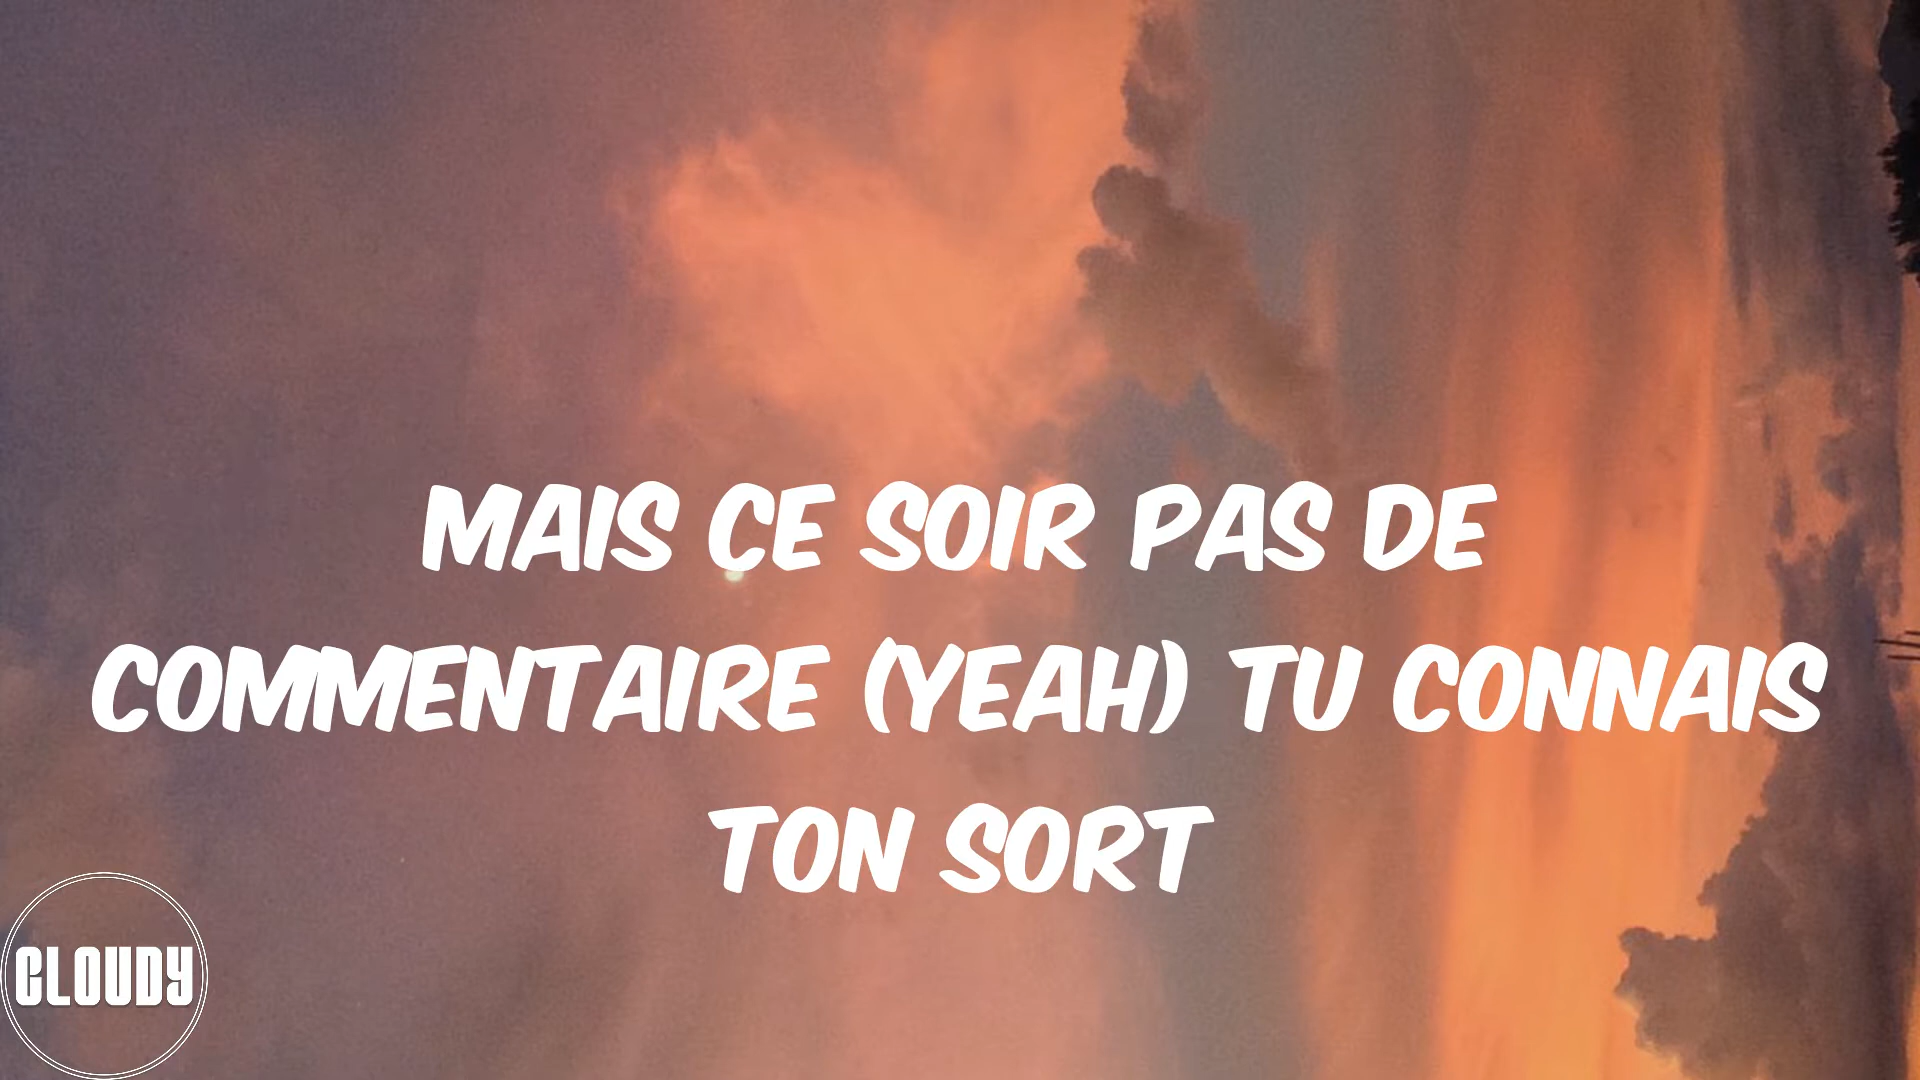 MAIS CE SOIR PAS DE
COMMENTAIRE (YEAH) TU CONNAIS
TON SORT
CLOUDY